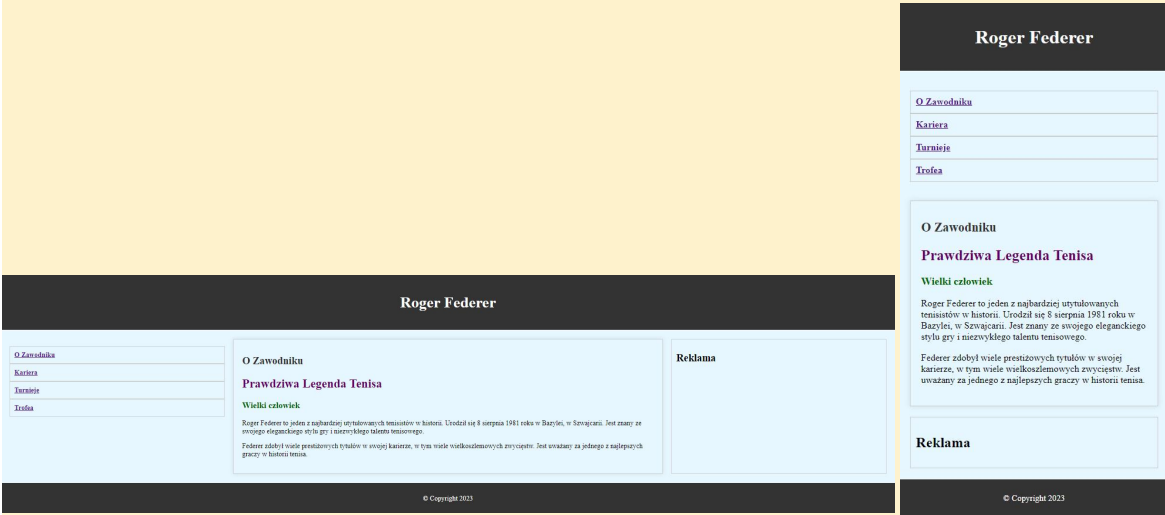 Roger Federer
O Zawodniku
Kariera
Turnieje
Trofea
O Zawodniku
Prawdziwa Legenda Tenisa
Wielki człowiek
Roger Federer to jeden z najbardziej utytułowanych tenisistów w historii. Urodził się 8 sierpnia 1981 roku w Bazylei, w Szwajcarii. Jest znany ze
swojego eleganckiego stylu gry i niezwykłego talentu tenisowego.
Federer zdobył wiele prestiżowych tytułów w swojej karierze, w tym wiele wielkoszlemowych zwycięstw. Jest uważany za jednego z najlepszych
graczy w historii tenisa.
Reklama
© Copyright 2023
Roger Federer
O Zawodniku
Kariera
Turnieje
Trofea
O Zawodniku
Prawdziwa Legenda Tenisa
Wielki człowiek
Roger Federer to jeden z najbardziej utytułowanych
tenisistów w historii. Urodził się 8 sierpnia 1981 roku w
Bazylei, w Szwajcarii. Jest znany ze swojego eleganckiego
stylu gry i niezwykłego talentu tenisowego.
Federer zdobył wiele prestiżowych tytułów w swojej
karierze, w tym wiele wielkoszlemowych zwycięstw. Jest
uważany za jednego z najlepszych graczy w historii tenisa.
Reklama
© Copyright 2023